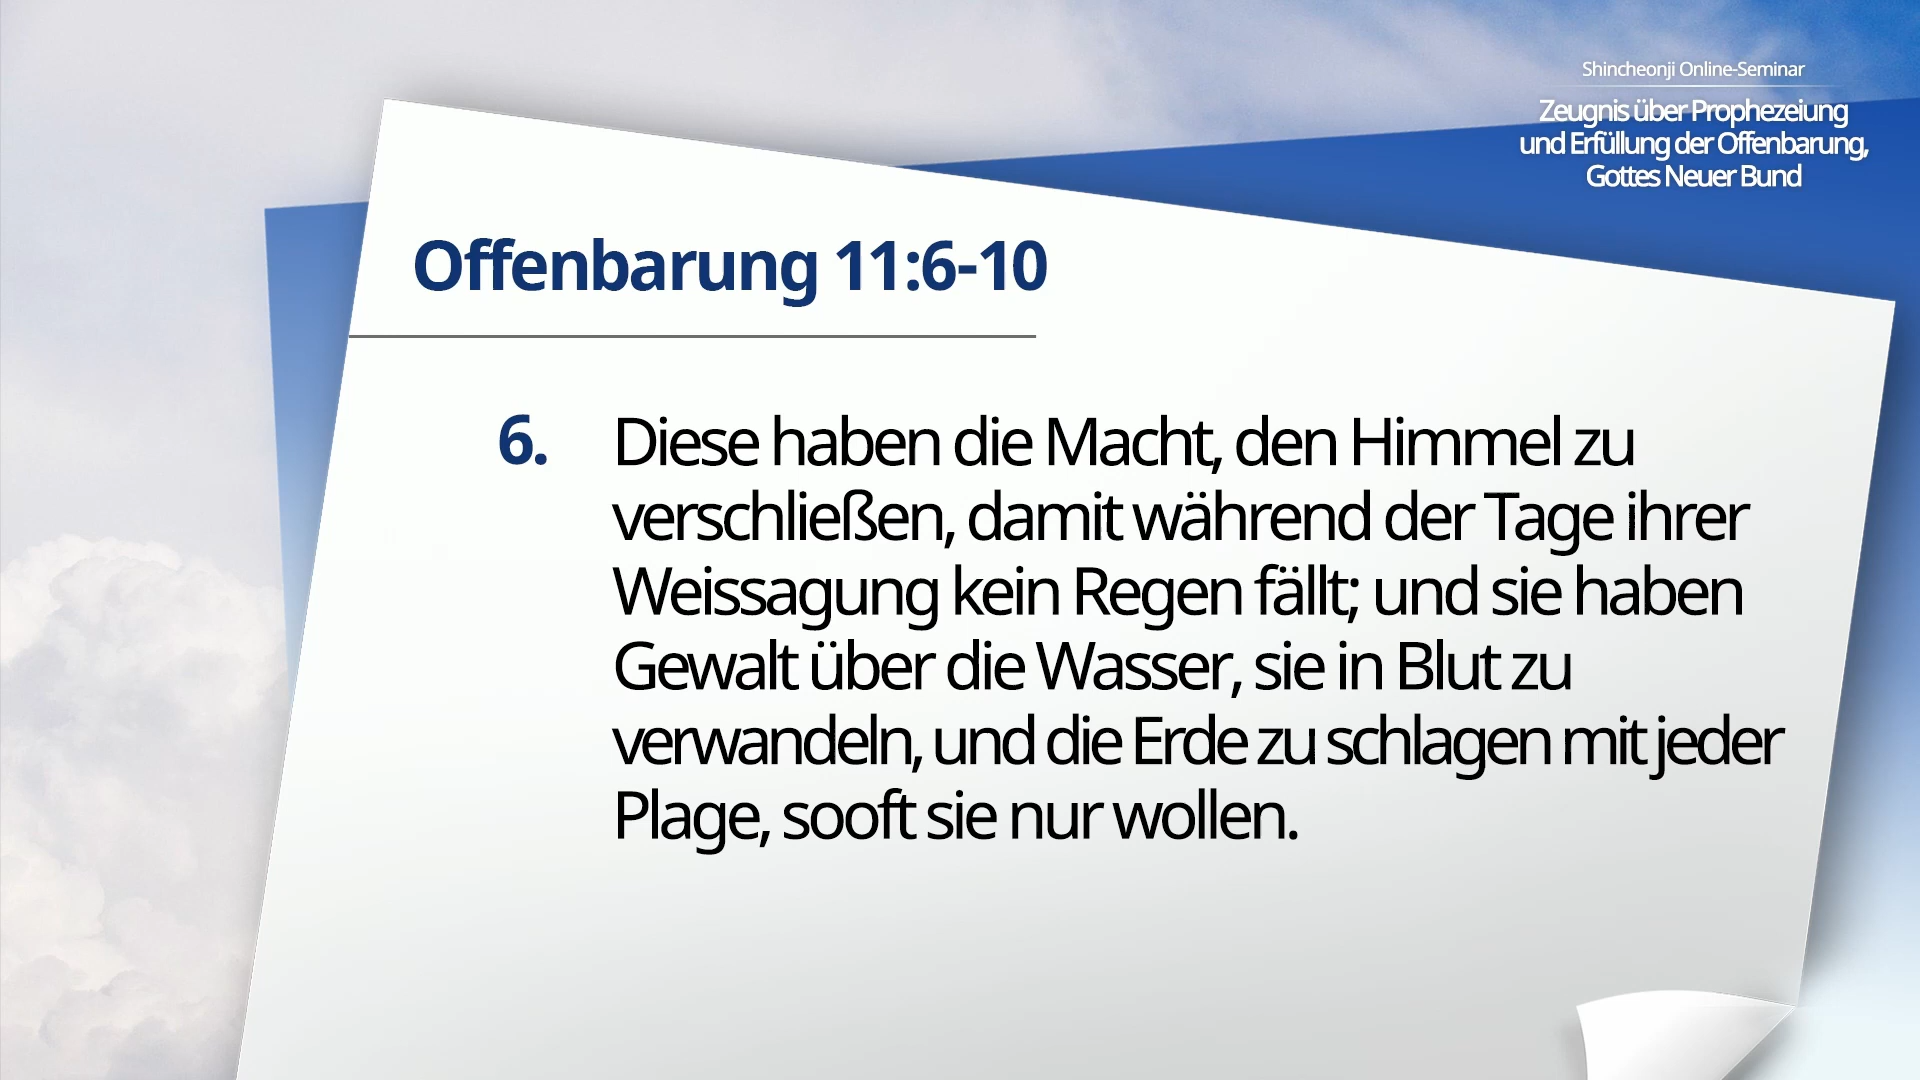 Shincheonji Online-Seminar
Zeugnis über Prophezeiung
und Erfüllung der Offenbarung,
Gottes Neuer Bund
Offenbarung 11:6-10
6. Diese haben die Macht, den Himmel zu
verschließen, damit während der Tage ihrer
Weissagung kein Regen fällt; und sie haben
Gewalt über die Wasser, sie in Blut zu
verwandeln, und die Erde zu schlagen mit jeder
Plage, sooft sie nur wollen.